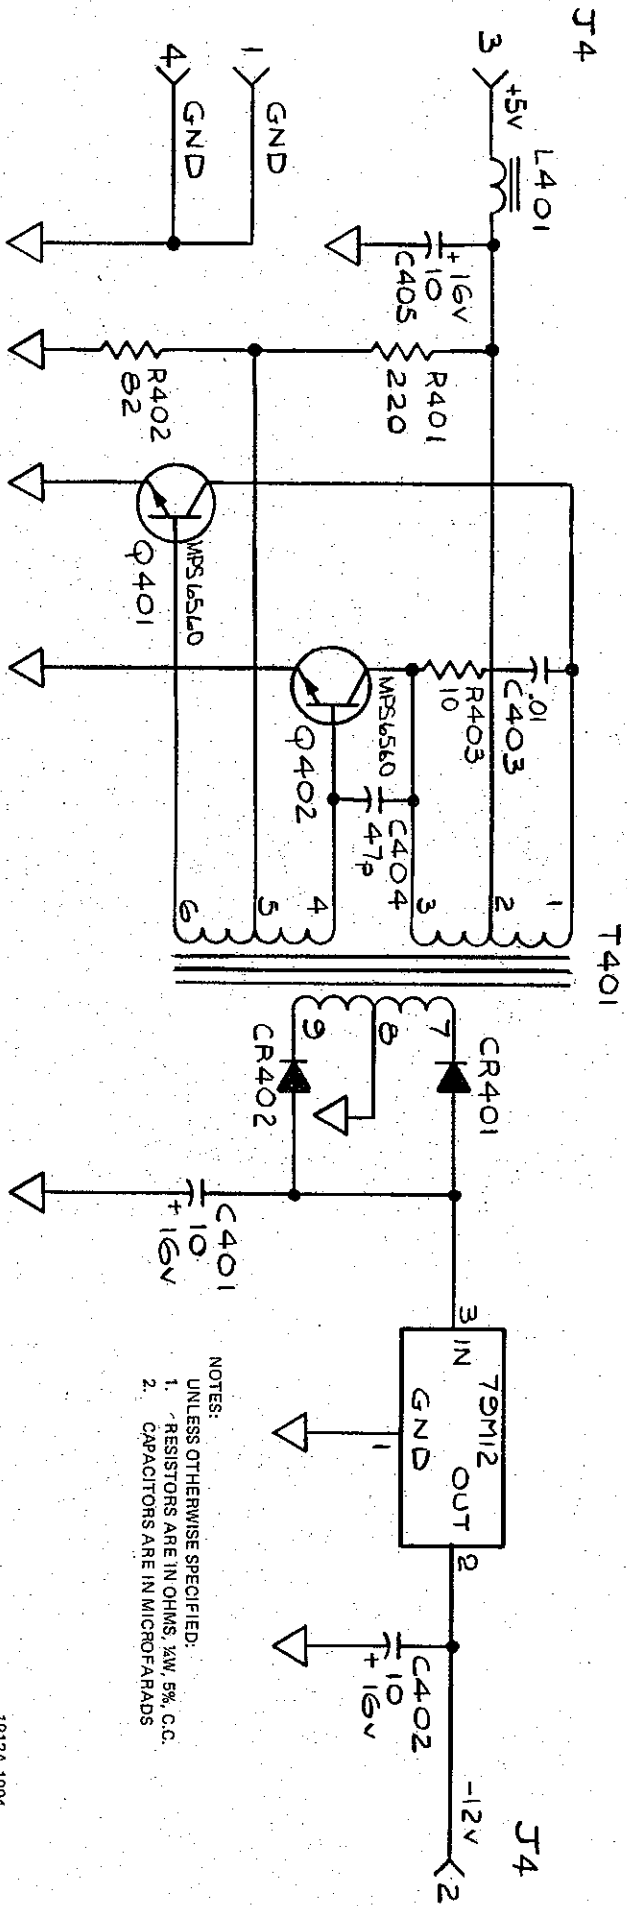 J4
3
+5V
L401
+ 16V
10
C405
1
GND
4
GND
R401
220
R402
82
MPS6560
Q401
MPS6560
Q402
.01
C403
R403
10
C404
47p
T401
1
2
3
4
5
6
7
8
9
CR401
CR402
C401
10
+ 16V
3
IN
79M12
GND
OUT
1
2
C402
10
+ 16V
-12V
J4
2
NOTES:
UNLESS OTHERWISE SPECIFIED:
1. RESISTORS ARE IN OHMS, ¼W, 5%, C.C.
2. CAPACITORS ARE IN MICROFARADS